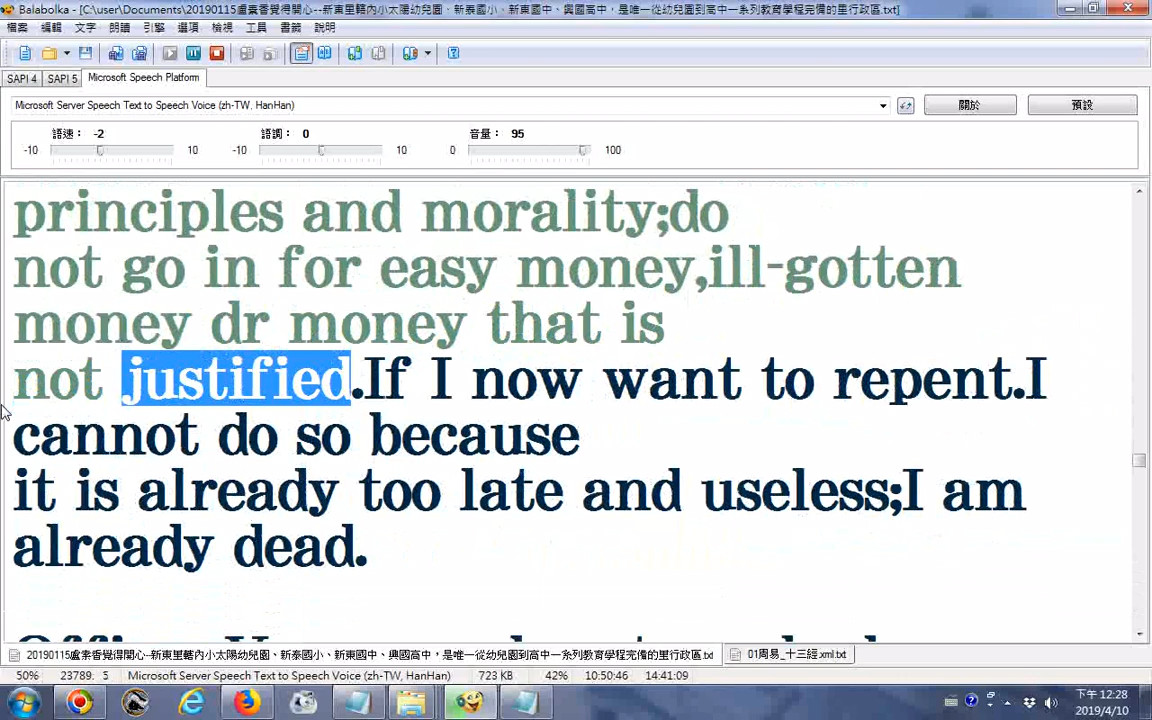 Balabolka - [C:\user\Documents\20190115盧素香覺得開心--新東里轄內小太陽幼兒園、新泰國小、新東國中、興國高中，是唯一從幼兒園到高中一系列教育學程完備的里行政區.txt]
檔案 編輯 文字 朗讀 引擎 選項 檢視 工具 書籤 說明
SAPI 4 SAPI 5 Microsoft Speech Platform
Microsoft Server Speech Text to Speech Voice (zh-TW, HanHan) 關於 預設
語速： -2 語調： 0 音量： 95
-10 10 -10 10 0 100
principles and morality;do
not go in for easy money,ill-gotten
money dr money that is
not justified.If I now want to repent.I
cannot do so because
it is already too late and useless;I am
already dead.
20190115盧素香覺得開心--新東里轄內小太陽幼兒園、新泰國小、新東國中、興國高中，是唯一從幼兒園到高中一系列教育學程完備的里行政區.txt 01周易_十三經.xml.txt
50% 23789: 5 Microsoft Server Speech Text to Speech Voice (zh-TW, HanHan) 723 KB 42% 10:50:46 14:41:09
下午 12:28
2019/4/10